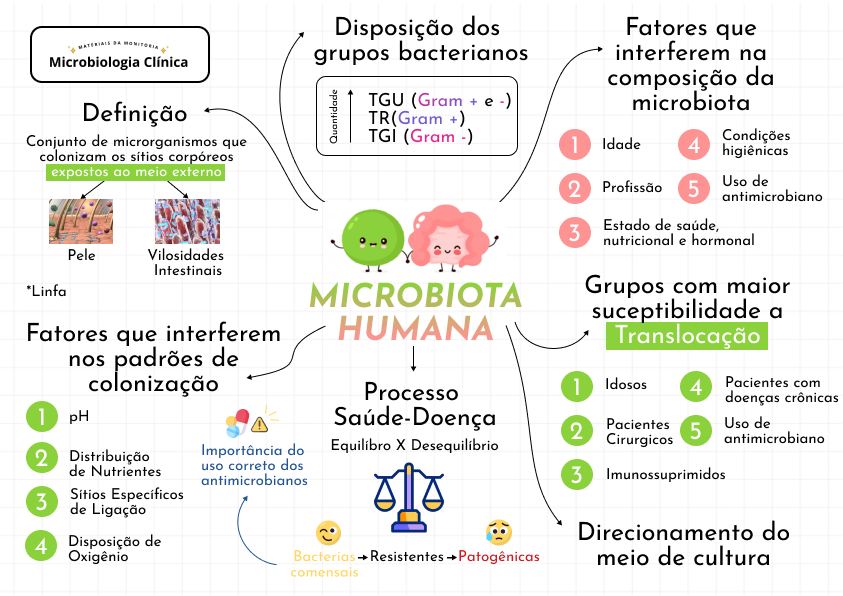 MATERIAIS DA MONITORIA
Microbiologia Clínica
Definição
Conjunto de microrganismos que
colonizam os sítios corpóreos
expostos ao meio externo
Pele
Vilosidades
Intestinais
*Linfa
Disposição dos
grupos bacterianos
Quantidade
TGU (Gram + e -)
TR(Gram +)
TGI (Gram -)
Fatores que
interferem na
composição da
microbiota
1 Idade
2 Profissão
3 Estado de saúde,
nutricional e hormonal
4 Condições
higiênicas
5 Uso de
antimicrobiano
MICROBIOTA
HUMANA
Fatores que interferem
nos padrões de
colonização
1 pH
2 Distribuição
de Nutrientes
3 Sítios Específicos
de Ligação
4 Disposição de
Oxigênio
Processo
Saúde-Doença
Equilíbro X Desequilíbrio
Importância do
uso correto dos
antimicrobianos
Bacterias
comensais
Resistentes
Patogênicas
Grupos com maior
suceptibilidade a
Translocação
1 Idosos
2 Pacientes
Cirurgicos
3 Imunossuprimidos
4 Pacientes com
doenças crônicas
5 Uso de
antimicrobiano
Direcionamento do
meio de cultura